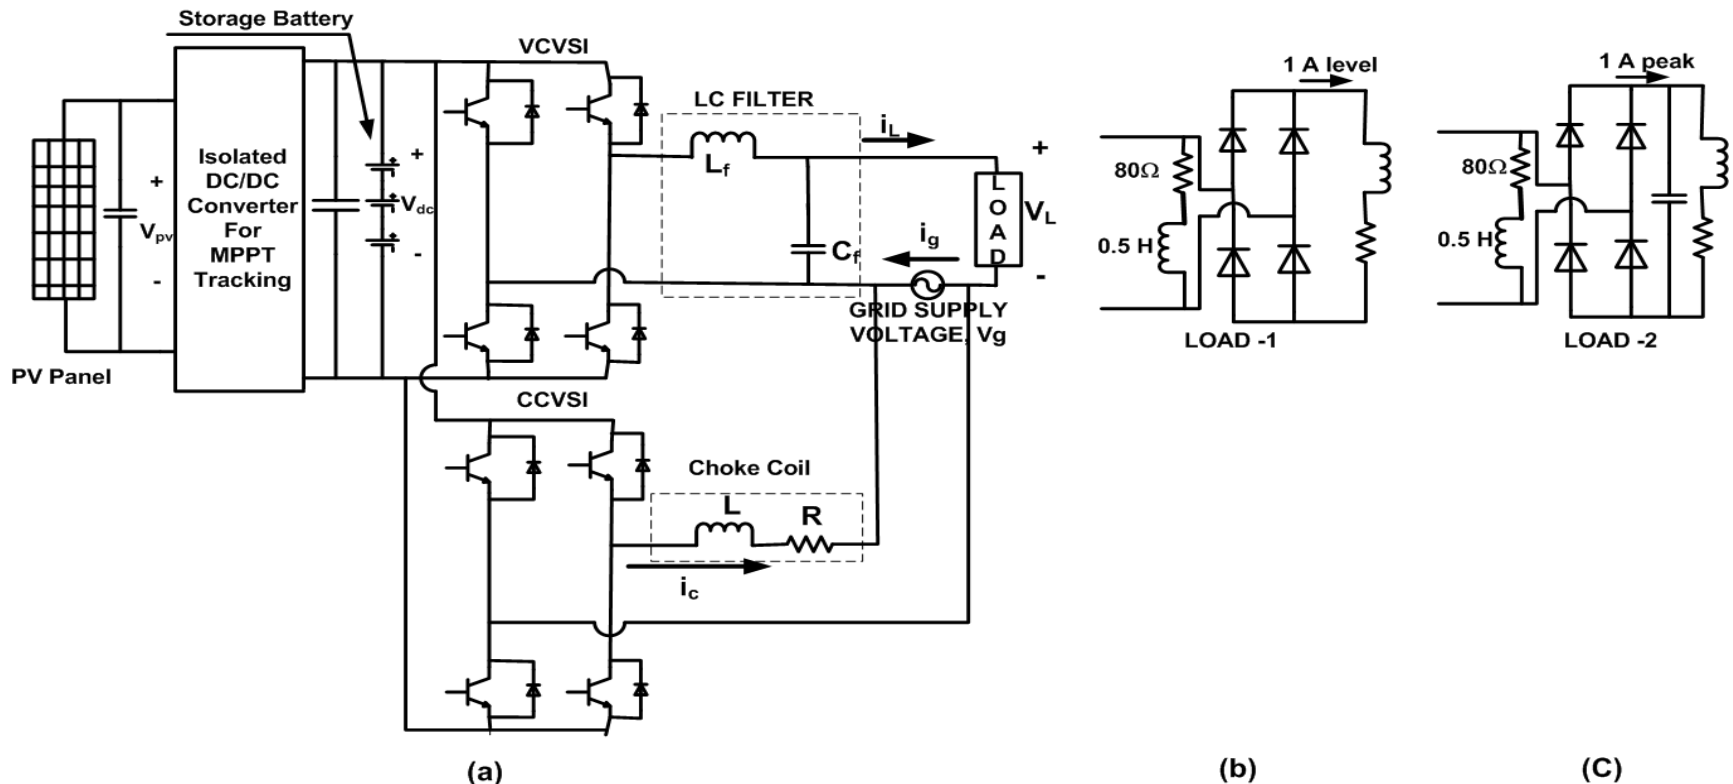 Storage Battery
VCVSI
LC FILTER
Isolated
DC/DC
Converter
For
MPPT
Tracking
+
Vpv
-
+
Vdc
-
Lf
Cf
iL
LOAD
+
VL
-
ig
GRID SUPPLY
VOLTAGE, Vg
PV Panel
CCVSI
Choke Coil
L
R
ic
(a)
1 A level
80Ω
0.5 H
LOAD -1
(b)
1 A peak
80Ω
0.5 H
LOAD -2
(C)